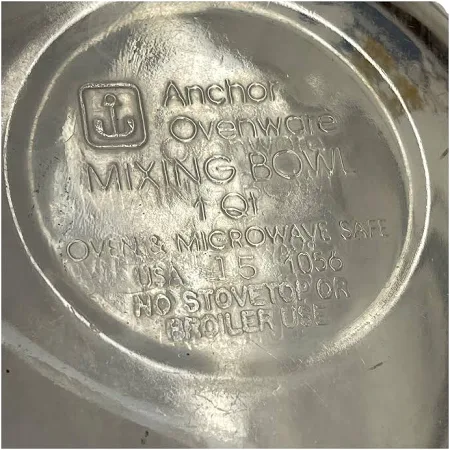 Anchor
Ovenware
MIXING BOWL
1 QT
OVEN & MICROWAVE SAFE
USA 15 1056
NO STOVETOP OR
BROILER USE